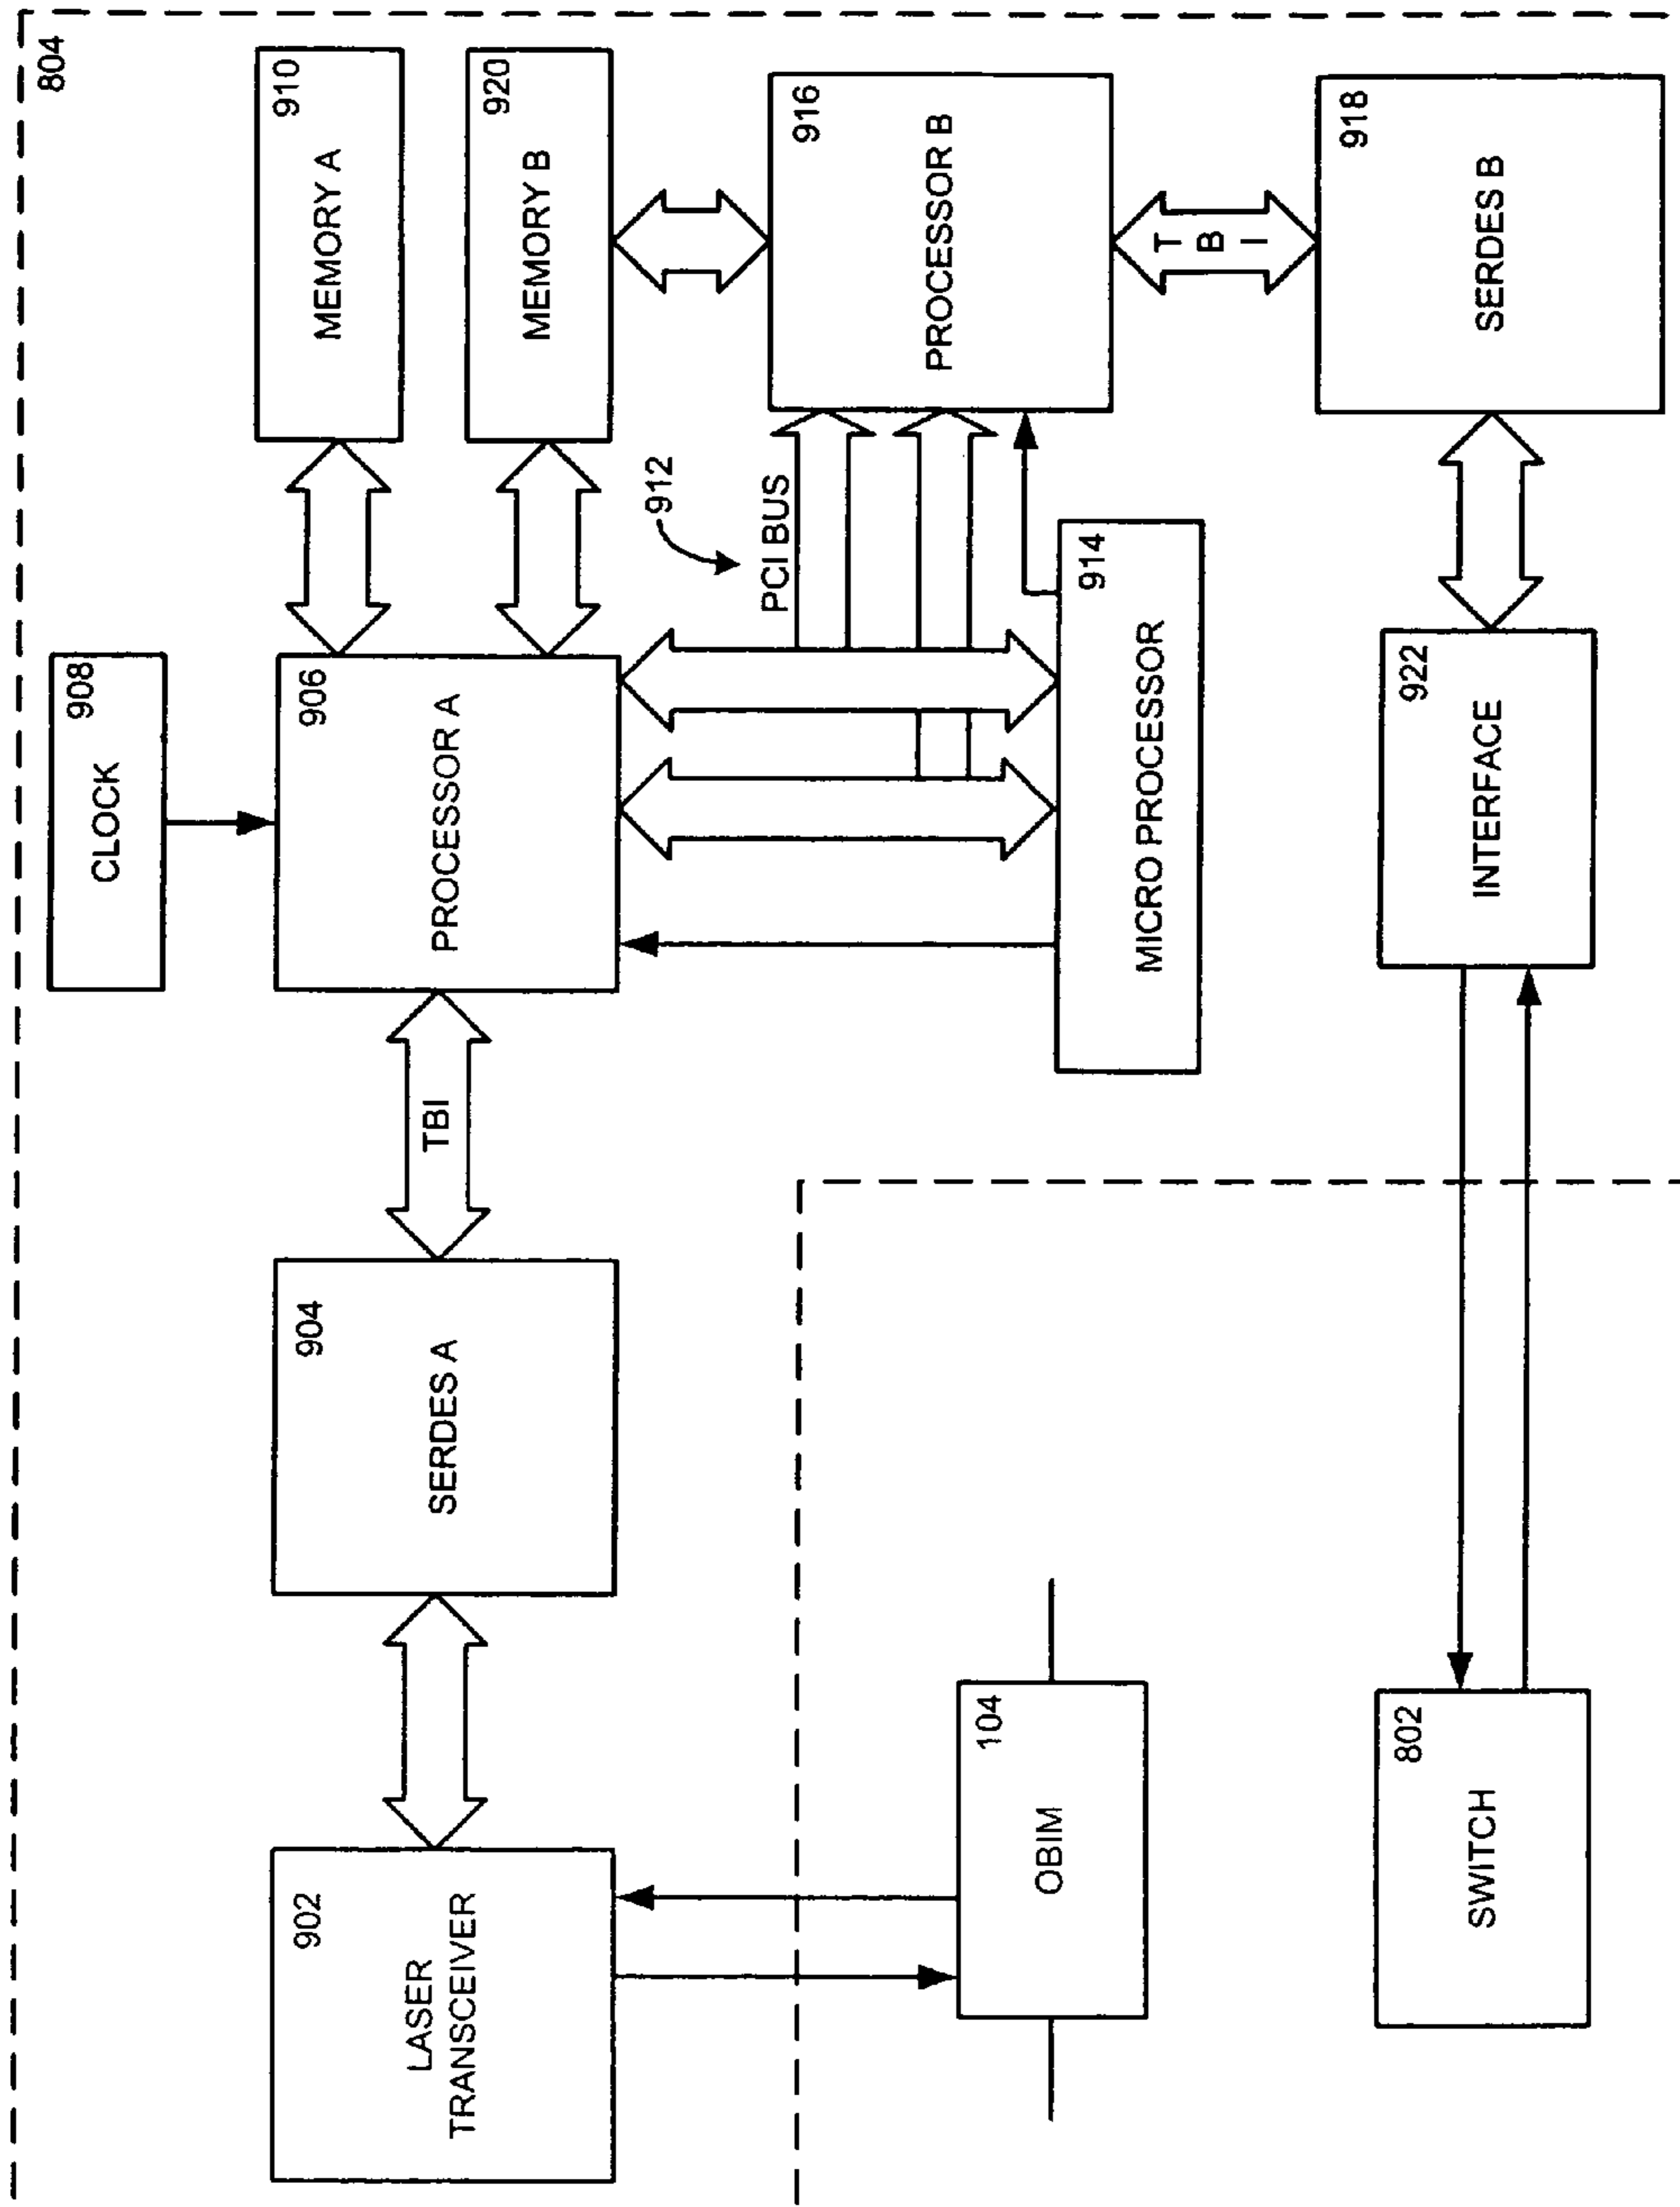 804
908
CLOCK
910
MEMORY A
920
MEMORY B
902
LASER
TRANSCEIVER
904
SERDES A
TBI
906
PROCESSOR A
912
PCI BUS
916
PROCESSOR B
914
MICRO PROCESSOR
TBI
104
OBIM
802
SWITCH
922
INTERFACE
918
SERDES B